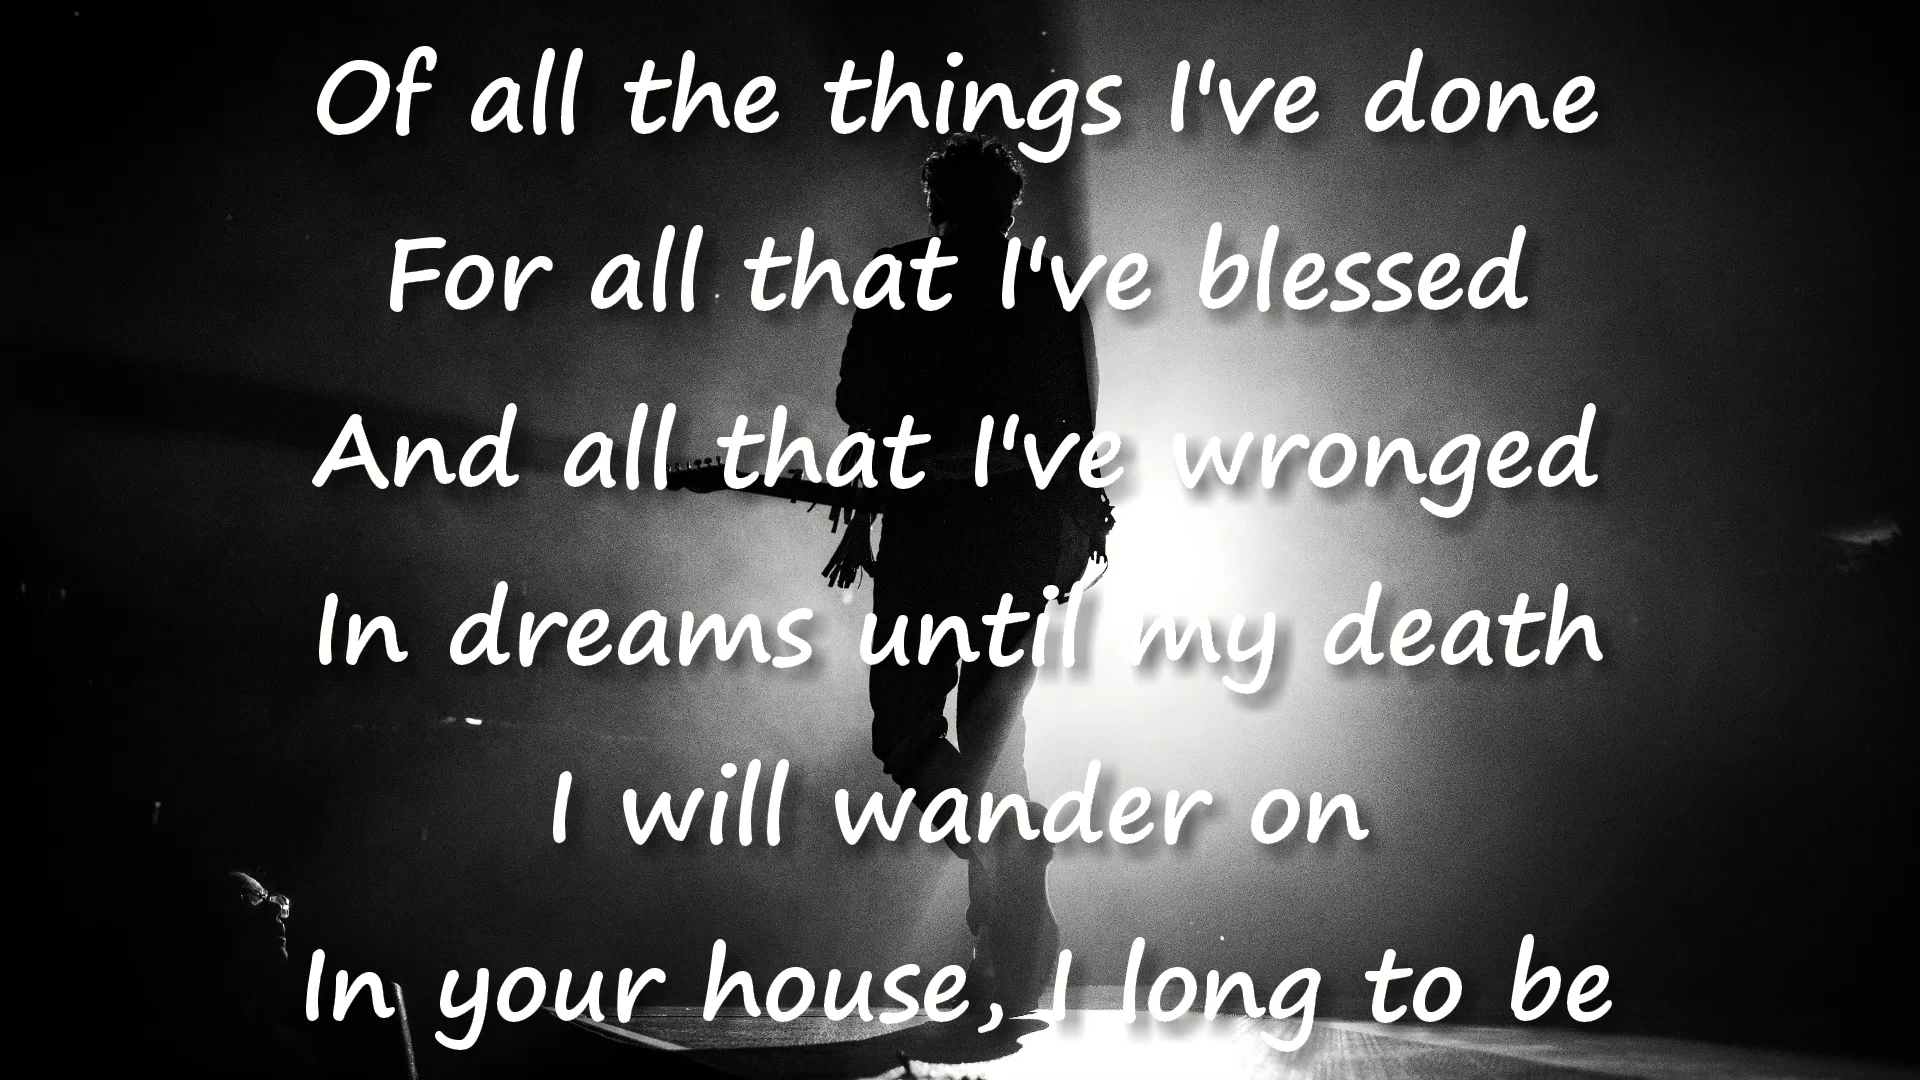 Of all the things I've done
For all that I've blessed
And all that I've wronged
In dreams until my death
I will wander on
In your house, I long to be